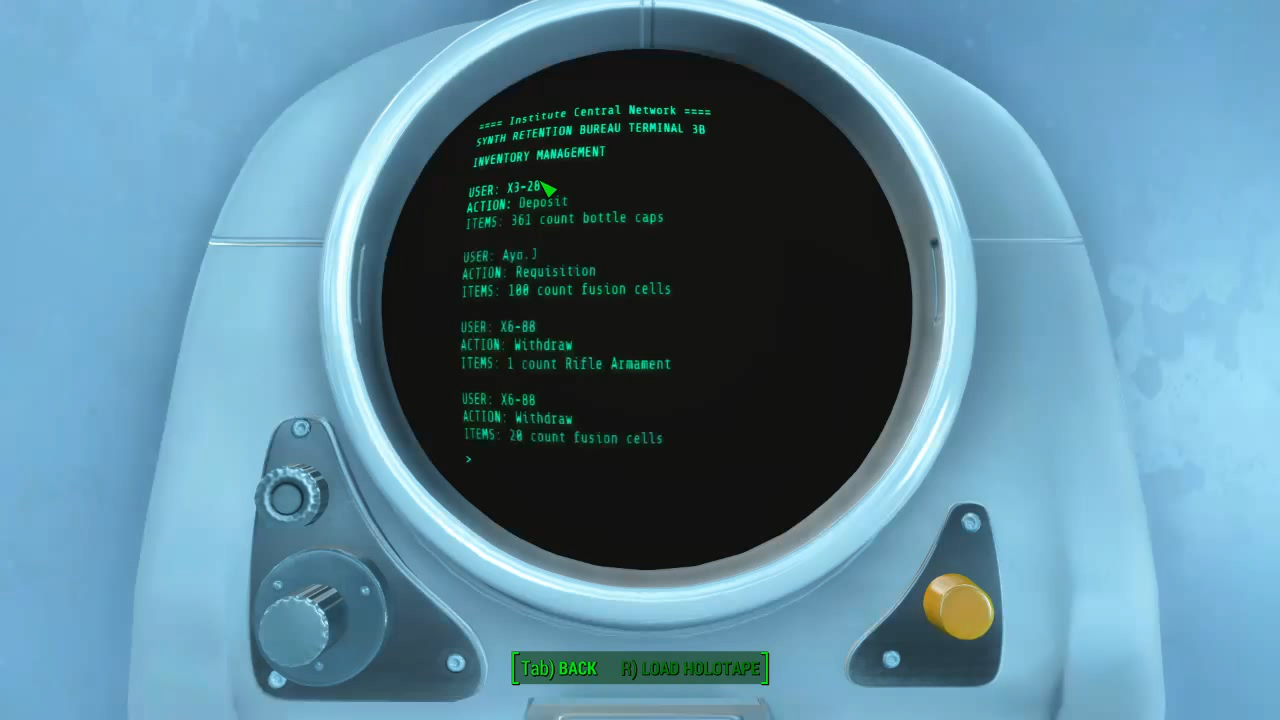 ==== Institute Central Network ====
SYNTH RETENTION BUREAU TERMINAL 3B
INVENTORY MANAGEMENT
USER: X3-28
ACTION: Deposit
ITEMS: 361 count bottle caps
USER: Ayo.J
ACTION: Requisition
ITEMS: 100 count fusion cells
USER: X6-88
ACTION: Withdraw
ITEMS: 1 count Rifle Armament
USER: X6-88
ACTION: Withdraw
ITEMS: 20 count fusion cells
>
Tab) BACK R) LOAD HOLOTAPE